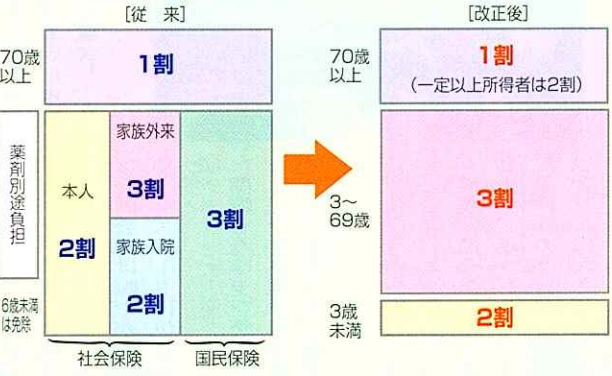 [従 来]
70歳
以上
1割
薬剤別途負担
6歳未満
は免除
本人
2割
家族外来
3割
家族入院
2割
3割
社会保険
国民保険
[改正後]
70歳
以上
1割
(一定以上所得者は2割)
3〜
69歳
3割
3歳
未満
2割